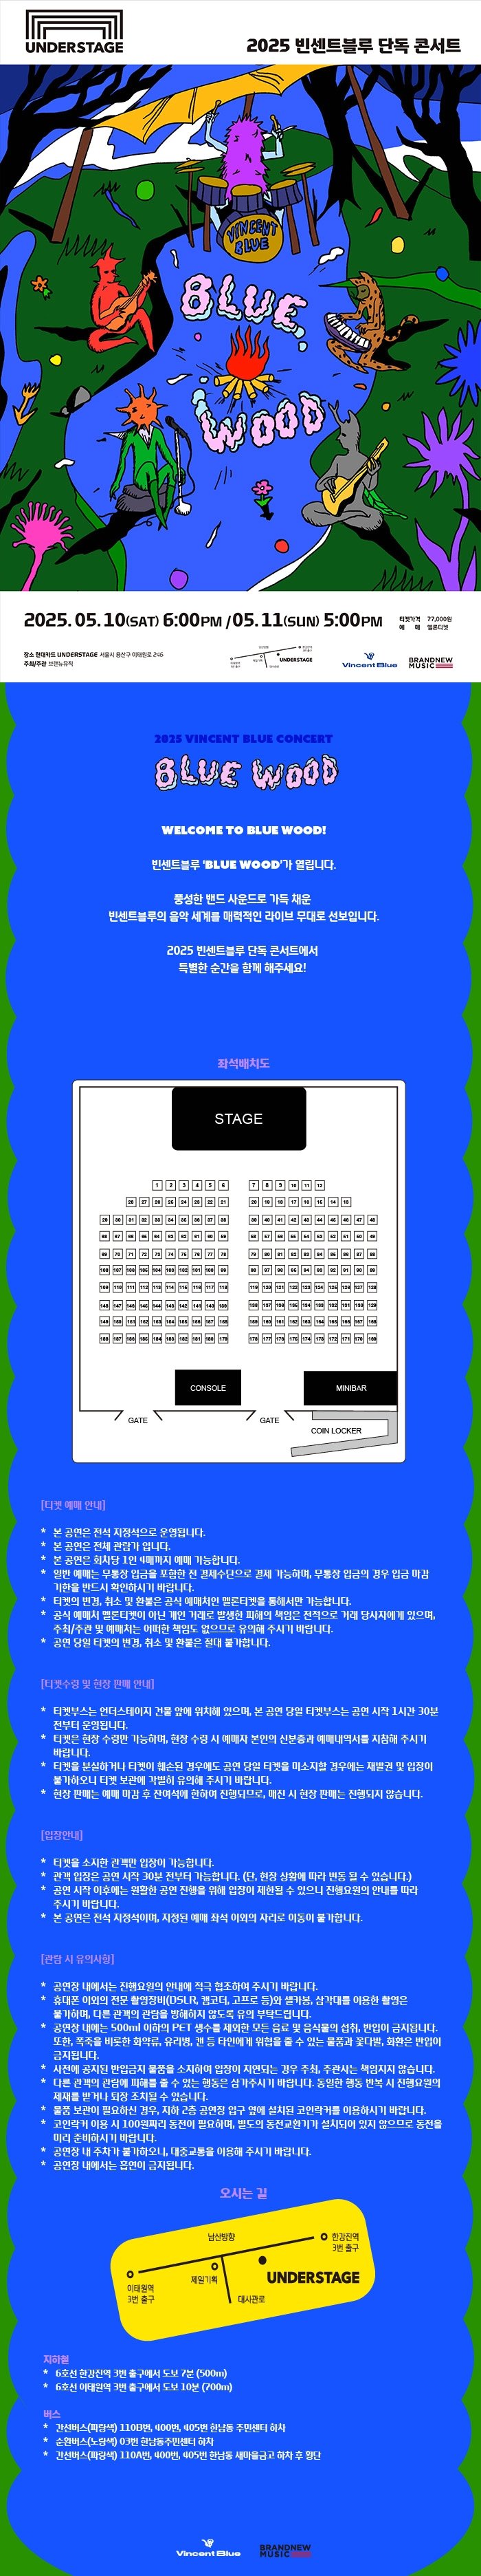 UNDERSTAGE
2025 빈센트블루 단독 콘서트
VINCENT
BLUE
BLUE
WOOD
2025. 05. 10(SAT) 6:00PM / 05. 11(SUN) 5:00PM
티켓가격 77,000원
예 매 멜론티켓
장소 현대카드 UNDERSTAGE 서울시 용산구 이태원로 246
주최/주관 브랜뉴뮤직
UNDERSTAGE
Vincent Blue
BRANDNEW
MUSIC
2025 VINCENT BLUE CONCERT
BLUE WOOD
WELCOME TO BLUE WOOD!
빈센트블루 'BLUE WOOD'가 열립니다.
풍성한 밴드 사운드로 가득 채운
빈센트블루의 음악 세계를 매력적인 라이브 무대로 선보입니다.
2025 빈센트블루 단독 콘서트에서
특별한 순간을 함께 해주세요!
좌석배치도
STAGE
1 2 3 4 5 6 7 8 9 10 11 12
CONSOLE
MINIBAR
GATE
GATE
COIN LOCKER
[티켓 예매 안내]
* 본 공연은 전석 지정석으로 운영됩니다.
* 본 공연은 전체 관람가 입니다.
* 본 공연은 회차당 1인 4매까지 예매 가능합니다.
* 일반 예매는 무통장 입금을 포함한 전 결제수단으로 결제 가능하며, 무통장 입금의 경우 입금 마감
기한을 반드시 확인하시기 바랍니다.
* 티켓의 변경, 취소 및 환불은 공식 예매처인 멜론티켓을 통해서만 가능합니다.
* 공식 예매처 멜론티켓이 아닌 개인 거래로 발생한 피해의 책임은 전적으로 거래 당사자에게 있으며,
주최/주관 및 예매처는 어떠한 책임도 없으므로 유의해 주시기 바랍니다.
* 공연 당일 티켓의 변경, 취소 및 환불은 절대 불가합니다.
[티켓수령 및 현장 판매 안내]
* 티켓부스는 언더스테이지 건물 앞에 위치해 있으며, 본 공연 당일 티켓부스는 공연 시작 1시간 30분
전부터 운영됩니다.
* 티켓은 현장 수령만 가능하며, 현장 수령 시 예매자 본인의 신분증과 예매내역서를 지참해 주시기
바랍니다.
* 티켓을 분실하거나 티켓이 훼손된 경우에도 공연 당일 티켓을 미소지할 경우에는 재발권 및 입장이
불가하오니 티켓 보관에 각별히 유의해 주시기 바랍니다.
* 현장 판매는 예매 마감 후 잔여석에 한하여 진행되므로, 매진 시 현장 판매는 진행되지 않습니다.
[입장안내]
* 티켓을 소지한 관객만 입장이 가능합니다.
* 관객 입장은 공연 시작 30분 전부터 가능합니다. (단, 현장 상황에 따라 변동 될 수 있습니다.)
* 공연 시작 이후에는 원활한 공연 진행을 위해 입장이 제한될 수 있으니 진행요원의 안내를 따라
주시기 바랍니다.
* 본 공연은 전석 지정석이며, 지정된 예매 좌석 이외의 자리로 이동이 불가합니다.
[관람 시 유의사항]
* 공연장 내에서는 진행요원의 안내에 적극 협조하여 주시기 바랍니다.
* 휴대폰 이외의 전문 촬영장비(DSLR, 캠코더, 고프로 등)와 셀카봉, 삼각대를 이용한 촬영은
불가하며, 다른 관객의 관람을 방해하지 않도록 유의 부탁드립니다.
* 공연장 내에는 500ml 이하의 PET 생수를 제외한 모든 음료 및 음식물의 섭취, 반입이 금지됩니다.
또한, 폭죽을 비롯한 화약류, 유리병, 캔 등 타인에게 위협을 줄 수 있는 물품과 꽃다발, 화환은 반입이
금지됩니다.
* 사전에 공지된 반입금지 물품을 소지하여 입장이 지연되는 경우 주최, 주관사는 책임지지 않습니다.
* 다른 관객의 관람에 피해를 줄 수 있는 행동은 삼가주시기 바랍니다. 동일한 행동 반복 시 진행요원의
제재를 받거나 퇴장 조치될 수 있습니다.
* 물품 보관이 필요하신 경우, 지하 2층 공연장 입구 옆에 설치된 코인락커를 이용하시기 바랍니다.
* 코인락커 이용 시 100원짜리 동전이 필요하며, 별도의 동전교환기가 설치되어 있지 않으므로 동전을
미리 준비하시기 바랍니다.
* 공연장 내 주차가 불가하오니, 대중교통을 이용해 주시기 바랍니다.
* 공연장 내에서는 흡연이 금지됩니다.
오시는 길
남산방향
한강진역
3번 출구
제일기획
UNDERSTAGE
이태원역
3번 출구
대사관로
지하철
* 6호선 한강진역 3번 출구에서 도보 7분 (500m)
* 6호선 이태원역 3번 출구에서 도보 10분 (700m)
버스
* 간선버스(파랑색) 110B번, 400번, 405번 한남동 주민센터 하차
* 순환버스(노랑색) 03번 한남동주민센터 하차
* 간선버스(파랑색) 110A번, 400번, 405번 한남동 새마을금고 하차 후 횡단
Vincent Blue
BRANDNEW
MUSIC